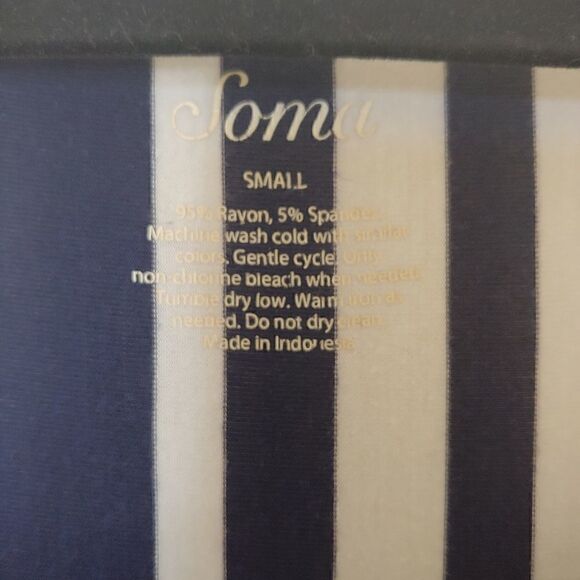 Soma
SMALL
95% Rayon, 5% Spandex.
Machine wash cold with similar
colors. Gentle cycle. Only
non-chlorine bleach when needed.
Tumble dry low. Warm iron as
needed. Do not dry clean.
Made in Indonesia